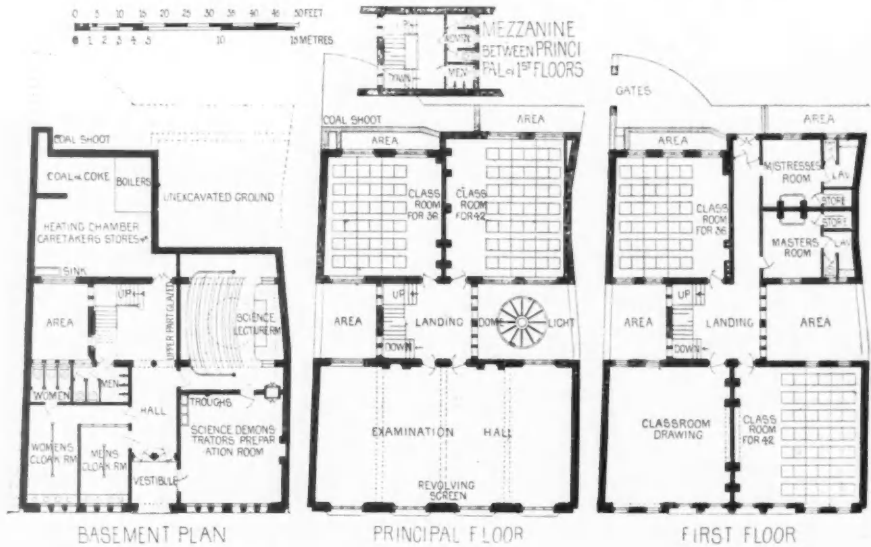 0 5 10 15 20 25 30 35 40 45 50 FEET
0 1 2 3 4 5 10 15 METRES
UP
WOMEN
MEN
DOWN
MEZZANINE
BETWEEN PRINCI
PAL & 1ST FLOORS
COAL SHOOT
COAL & COKE
BOILERS
UNEXCAVATED GROUND
HEATING CHAMBER
CARETAKERS STORES
SINK
AREA
UP
UPPER PART GLAZED
SCIENCE
LECTURE RM
WOMEN
MEN
HALL
TROUGHS
SCIENCE DEMONS
TRATORS PREPAR
ATION ROOM
WOMENS
CLOAK RM
MENS
CLOAK RM
VESTIBULE
BASEMENT PLAN
COAL SHOOT
AREA
AREA
CLASS
ROOM
FOR 36
CLASS
ROOM
FOR 42
AREA
UP
LANDING
DOWN
DOME
LIGHT
EXAMINATION HALL
REVOLVING
SCREEN
PRINCIPAL FLOOR
GATES
AREA
AREA
CLASS
ROOM
FOR 36
MISTRESSES
ROOM
LAV
STORE
STORE
MASTERS
ROOM
LAV
AREA
UP
LANDING
DOWN
AREA
CLASSROOM
DRAWING
CLASS
ROOM
FOR 42
FIRST FLOOR